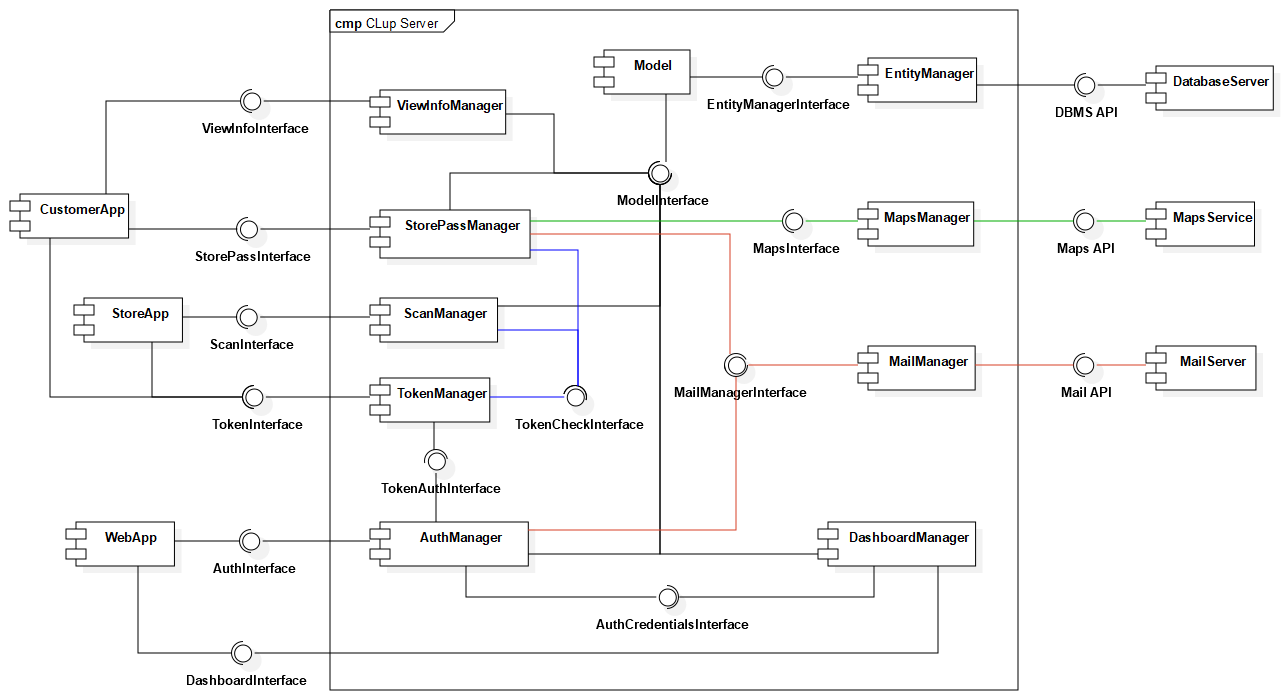 cmp CLup Server
Model
EntityManager
DatabaseServer
EntityManagerInterface
DBMS API
ViewInfoManager
ViewInfoInterface
ModelInterface
CustomerApp
StorePassManager
MapsManager
MapsService
StorePassInterface
MapsInterface
Maps API
StoreApp
ScanManager
ScanInterface
MailManager
MailServer
TokenManager
MailManagerInterface
Mail API
TokenInterface
TokenCheckInterface
TokenAuthInterface
WebApp
AuthManager
DashboardManager
AuthInterface
AuthCredentialsInterface
DashboardInterface